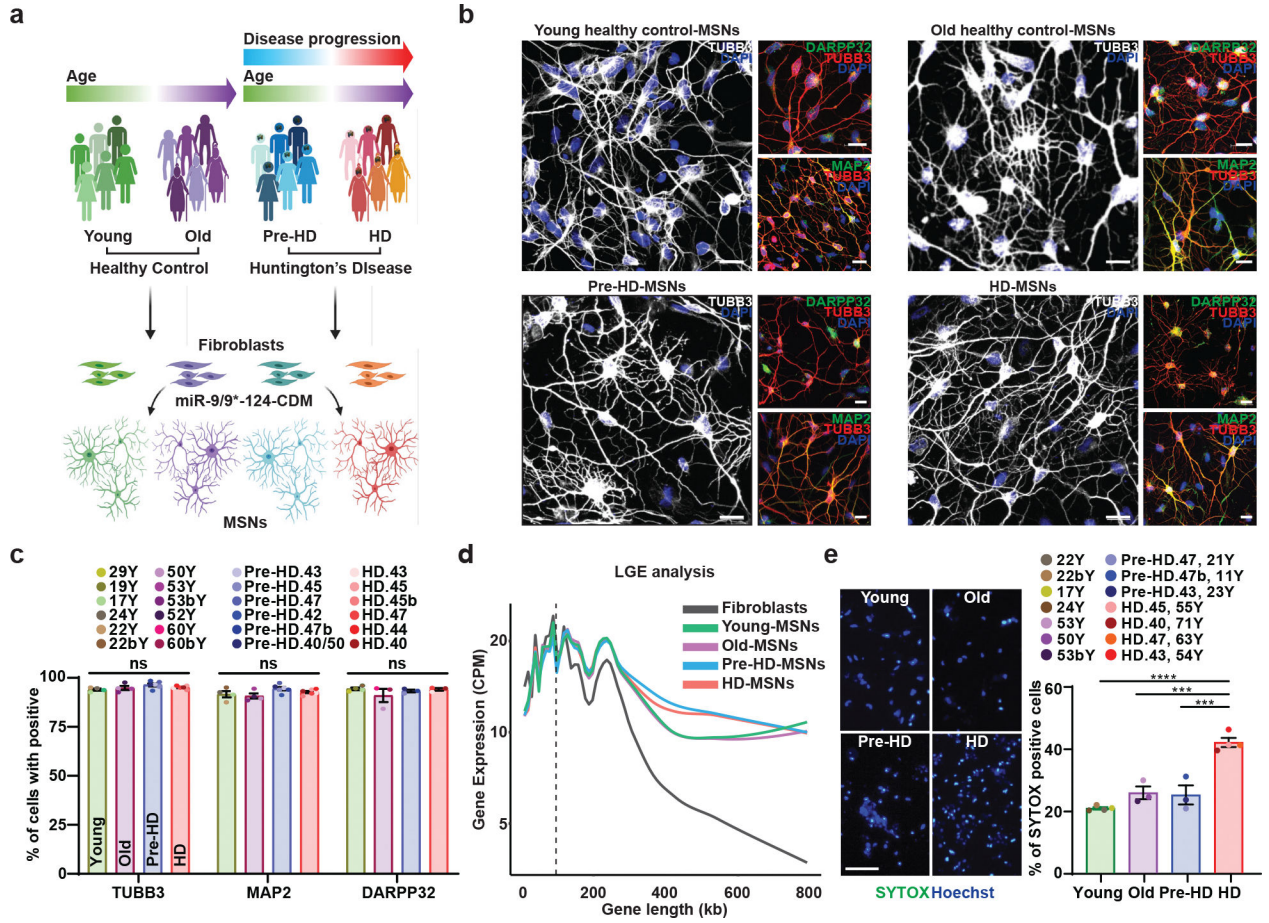 a
Disease progression
Age
Age
Young
Old
Pre-HD
HD
Healthy Control
Huntington's DIsease
Fibroblasts
miR-9/9*-124-CDM
MSNs
b
Young healthy control-MSNs
TUBB3
DAPI
DARPP32
TUBB3
DAPI
MAP2
TUBB3
DAPI
Old healthy control-MSNs
TUBB3
DAPI
DARPP32
TUBB3
DAPI
MAP2
TUBB3
DAPI
Pre-HD-MSNs
TUBB3
DAPI
DARPP32
TUBB3
DAPI
MAP2
TUBB3
DAPI
HD-MSNs
TUBB3
DAPI
DARPP32
TUBB3
DAPI
MAP2
TUBB3
DAPI
c
29Y 50Y Pre-HD.43 HD.43
19Y 53Y Pre-HD.45 HD.45
17Y 53bY Pre-HD.47 HD.45b
24Y 52Y Pre-HD.42 HD.47
22Y 60Y Pre-HD.47b HD.44
22bY 60bY Pre-HD.40/50 HD.40
ns ns ns
% of cells with positive
100
50
92
0
Young
Old
Pre-HD
HD
TUBB3 MAP2 DARPP32
d
LGE analysis
Fibroblasts
Young-MSNs
Old-MSNs
Pre-HD-MSNs
HD-MSNs
Gene Expression (CPM)
20
10
5
0 200 400 600 800
Gene length (kb)
e
Young
Old
Pre-HD
HD
SYTOX Hoechst
22Y Pre-HD.47, 21Y
22bY Pre-HD.47b, 11Y
17Y Pre-HD.43, 23Y
24Y HD.45, 55Y
53Y HD.40, 71Y
50Y HD.47, 63Y
53bY HD.43, 54Y
% of SYTOX positive cells
60
40
20
0
****
***
***
Young Old Pre-HD HD